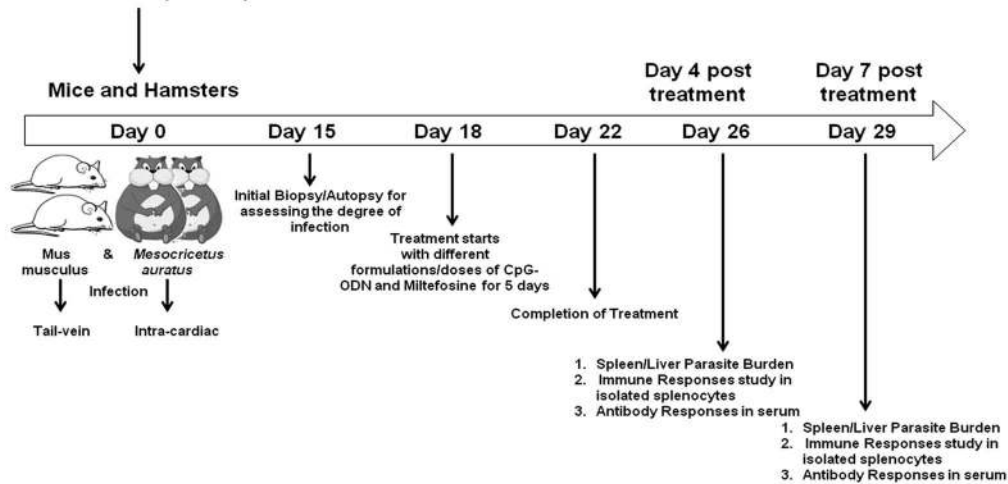 Mice and Hamsters
Day 4 post
treatment
Day 7 post
treatment
Day 0
Day 15
Day 18
Day 22
Day 26
Day 29
Mus
musculus
&
Mesocricetus
auratus
Infection
Tail-vein
Intra-cardiac
Initial Biopsy/Autopsy for
assessing the degree of
infection
Treatment starts
with different
formulations/doses of CpG-
ODN and Miltefosine for 5 days
Completion of Treatment
1. Spleen/Liver Parasite Burden
2. Immune Responses study in
isolated splenocytes
3. Antibody Responses in serum
1. Spleen/Liver Parasite Burden
2. Immune Responses study in
isolated splenocytes
3. Antibody Responses in serum